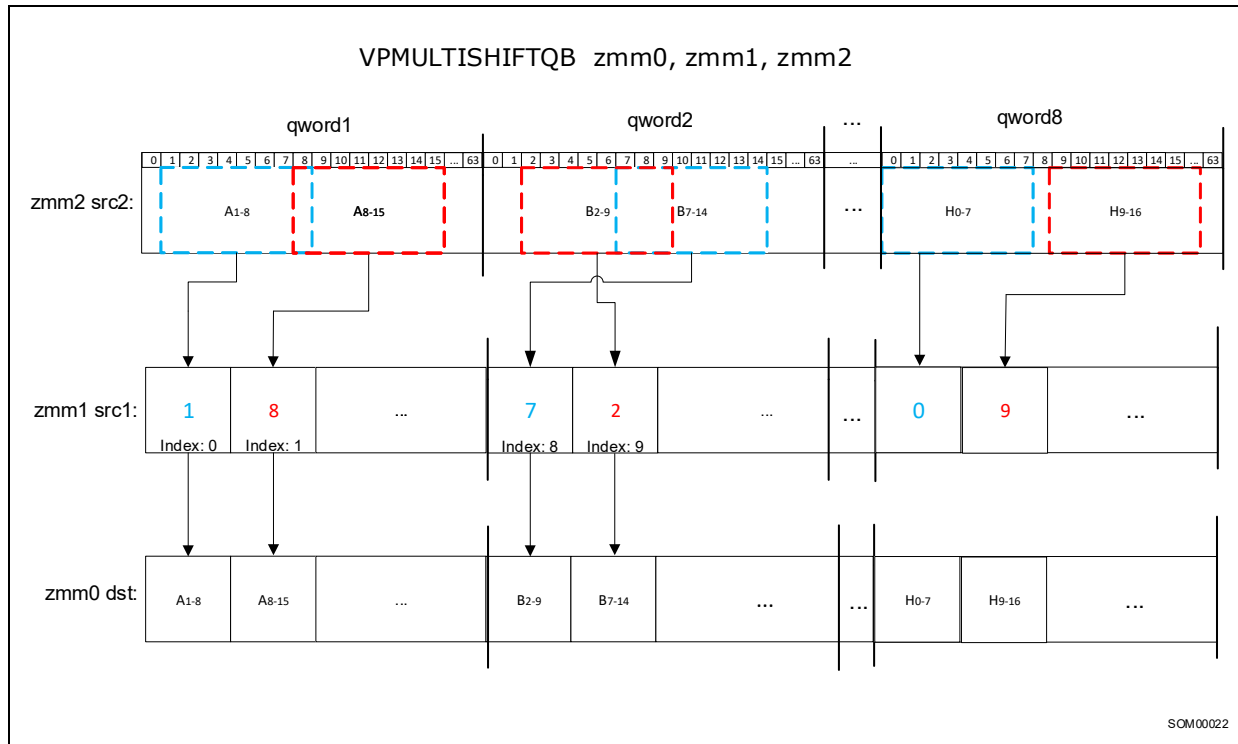 VPMULTISHIFTQB zmm0, zmm1, zmm2
qword1 qword2 ... qword8
0 1 2 3 4 5 6 7 8 9 10 11 12 13 14 15 ... 63 0 1 2 3 4 5 6 7 8 9 10 11 12 13 14 15 ... 63 ... 0 1 2 3 4 5 6 7 8 9 10 11 12 13 14 15 ... 63
zmm2 src2: A1-8 A8-15 B2-9 B7-14 ... H0-7 H9-16
zmm1 src1: 1 8 ... 7 2 ... ... 0 9 ...
Index: 0 Index: 1 Index: 8 Index: 9
zmm0 dst: A1-8 A8-15 ... B2-9 B7-14 ... ... H0-7 H9-16 ...
SOM00022